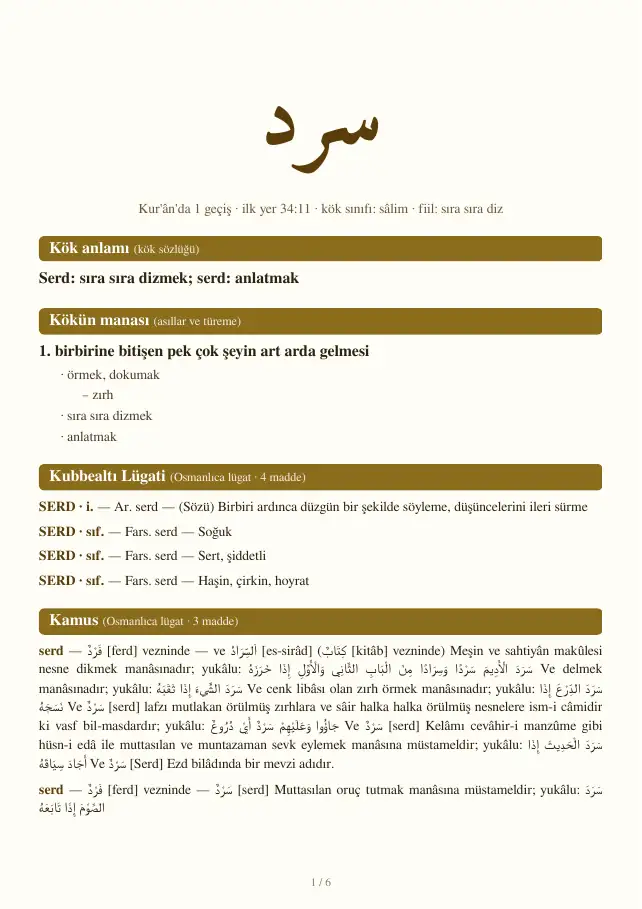 سرد
Kur'ân'da 1 geçiş · ilk yer 34:11 · kök sınıfı: sâlim · fiil: sıra sıra diz
Kök anlamı (kök sözlüğü)
Serd: sıra sıra dizmek; serd: anlatmak
Kökün manası (asıllar ve türeme)
1. birbirine bitişen pek çok şeyin art arda gelmesi
· örmek, dokumak
– zırh
· sıra sıra dizmek
· anlatmak
Kubbealtı Lügati (Osmanlıca lügat · 4 madde)
SERD · i. — Ar. serd — (Sözü) Birbiri ardınca düzgün bir şekilde söyleme, düşüncelerini ileri sürme
SERD · sıf. — Fars. serd — Soğuk
SERD · sıf. — Fars. serd — Sert, şiddetli
SERD · sıf. — Fars. serd — Haşin, çirkin, hoyrat
Kamus (Osmanlıca lügat · 3 madde)
serd — فَرْدٌ [ferd] vezninde — ve اَلسِّرَادُ [es-sirâd] (كِتَابٌ [kitâb] vezninde) Meşin ve sahtiyân makûlesi
nesne dikmek manâsınadır; yukâlu: سَرَدَ الْأَدِيمَ سَرْدًا وَسِرَادًا مِنَ الْبَابِ الثَّانِي وَالْأَوَّلِ إِذَا خَرَزَهُ Ve delmek
manâsınadır; yukâlu: سَرَدَ الشَّيْءَ إِذَا ثَقَبَهُ Ve cenk libâsı olan zırh örmek manâsınadır; yukâlu: سَرَدَ الدِّرْعَ إِذَا
نَسَجَهُ Ve سَرْدٌ [serd] lafzı mutlakan örülmüş zırhlara ve sâir halka halka örülmüş nesnelere ism-i câmidir
ki vasf bil-masdardır; yukâlu: جَاؤُوا وَعَلَيْهِمْ سَرْدٌ أَيْ دُرُوعٌ Ve سَرْدٌ [serd] Kelâmı cevâhir-i manzûme gibi
hüsn-i edâ ile muttasılan ve muntazaman sevk eylemek manâsına müstameldir; yukâlu: سَرَدَ الْحَدِيثَ إِذَا
أَجَادَ سِيَاقَهُ Ve سَرْدٌ [Serd] Ezd bilâdında bir mevzi adıdır.
serd — فَرْدٌ [ferd] vezninde — سَرْدٌ [serd] Muttasılan oruç tutmak manâsına müstameldir; yukâlu: سَرَدَ
الصَّوْمَ إِذَا تَابَعَهُ
1 / 6